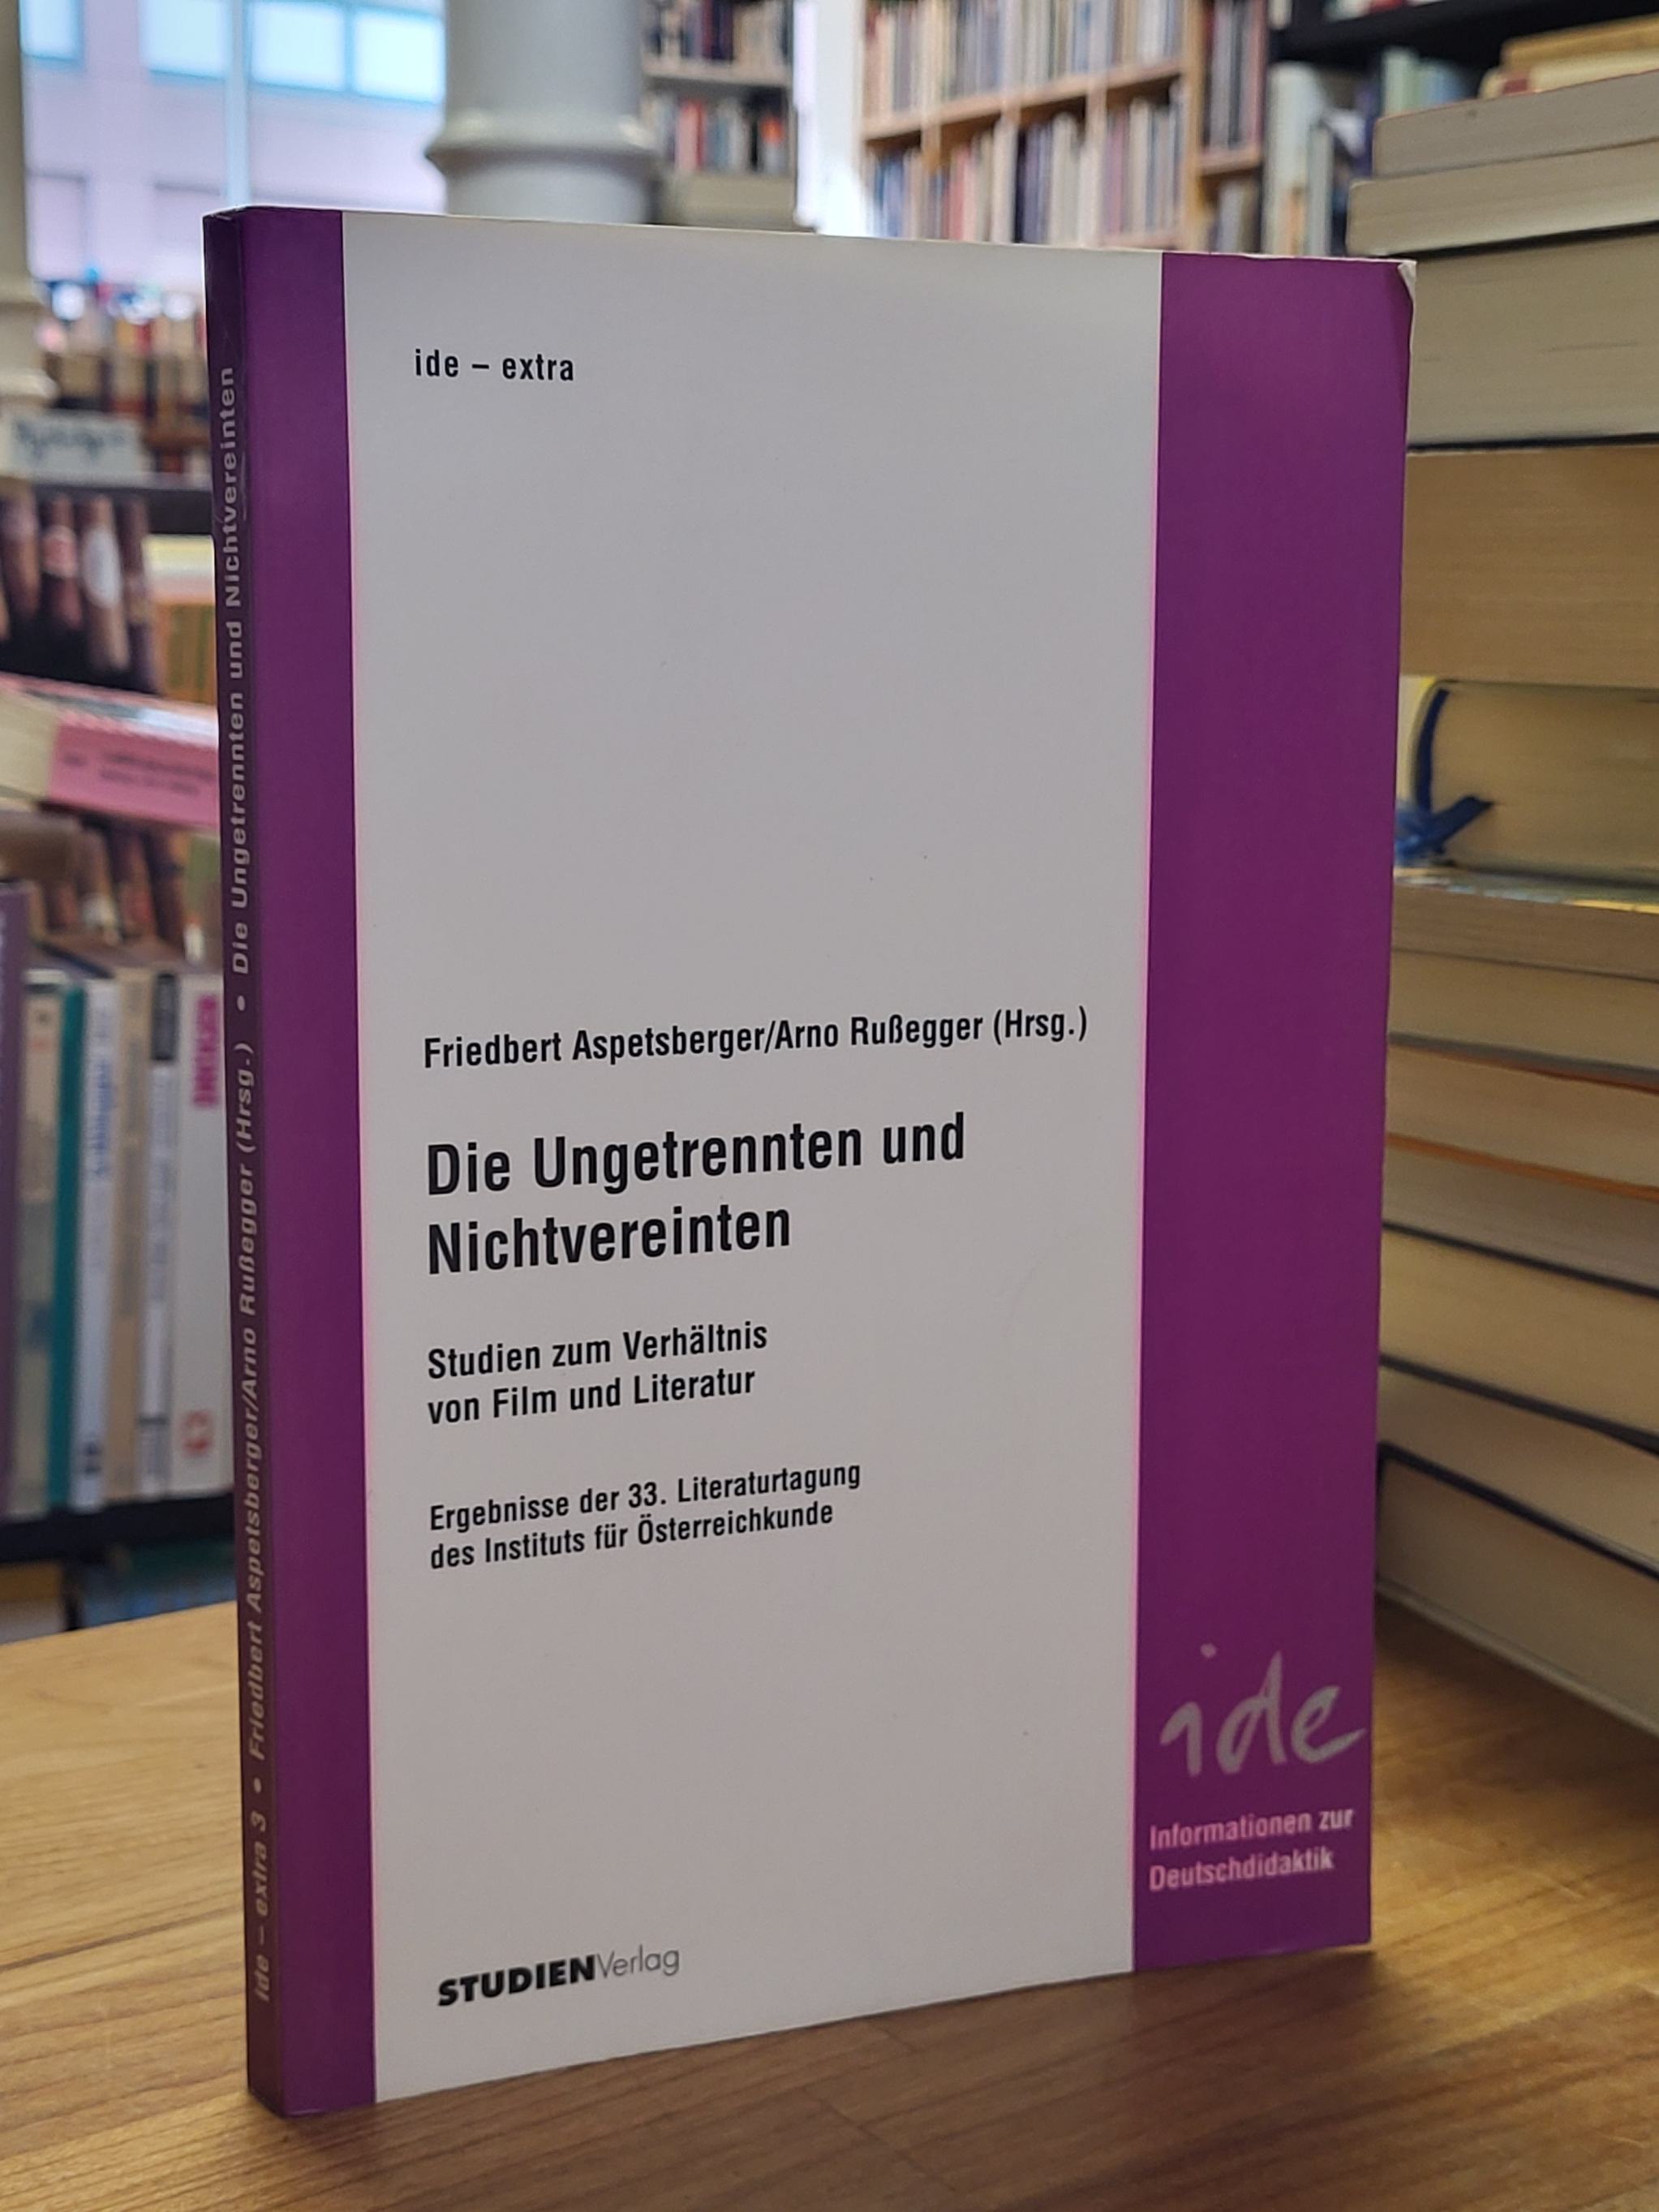 ide – extra
Friedbert Aspetsberger/Arno Rußegger (Hrsg.)
Die Ungetrennten und
Nichtvereinten
Studien zum Verhältnis
von Film und Literatur
Ergebnisse der 33. Literaturtagung
des Instituts für Österreichkunde
STUDIENVerlag
ide
Informationen zur
Deutschdidaktik
ide – extra 3 • Friedbert Aspetsberger/Arno Rußegger (Hrsg.) • Die Ungetrennten und Nichtvereinten